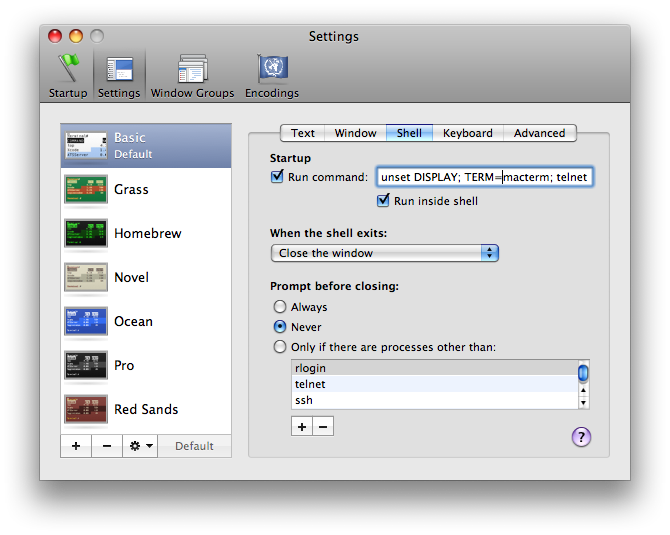 Settings
Startup Settings Window Groups Encodings
Basic
Default
Grass
Homebrew
Novel
Ocean
Pro
Red Sands
Default
Text Window Shell Keyboard Advanced
Startup
Run command: unset DISPLAY; TERM=macterm; telnet
Run inside shell
When the shell exits:
Close the window
Prompt before closing:
Always
Never
Only if there are processes other than:
rlogin
telnet
ssh
+ −
?
+ −